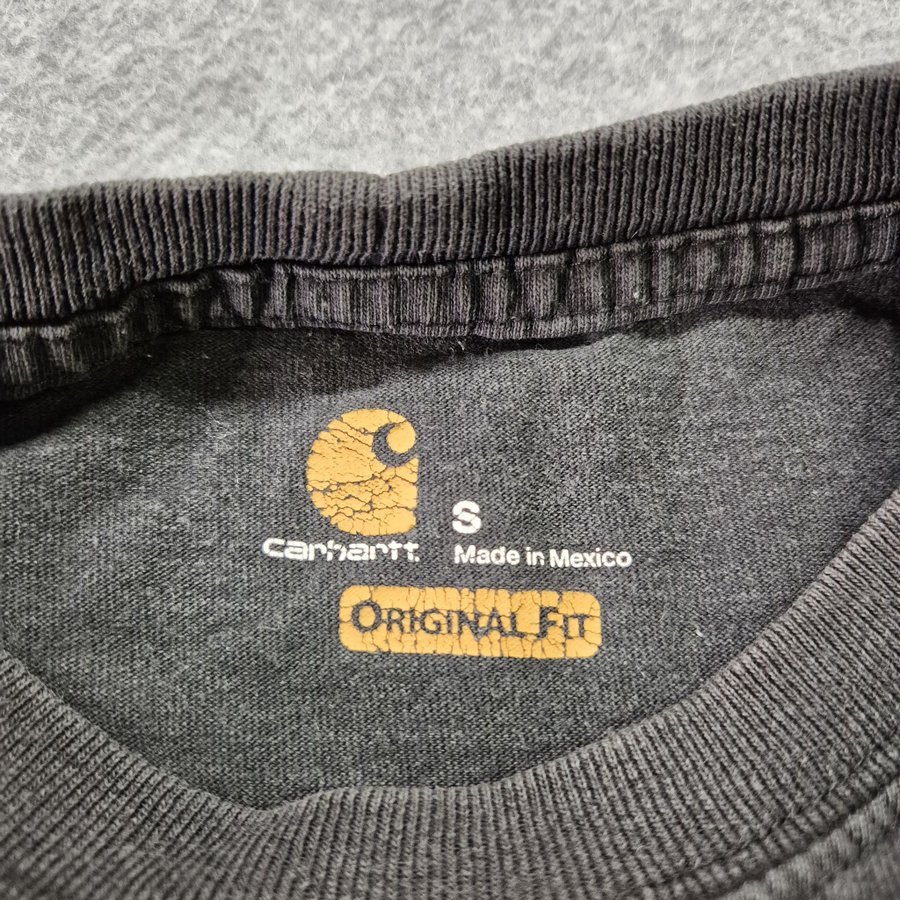 S
carhartt.
Made in Mexico
ORIGINAL FIT